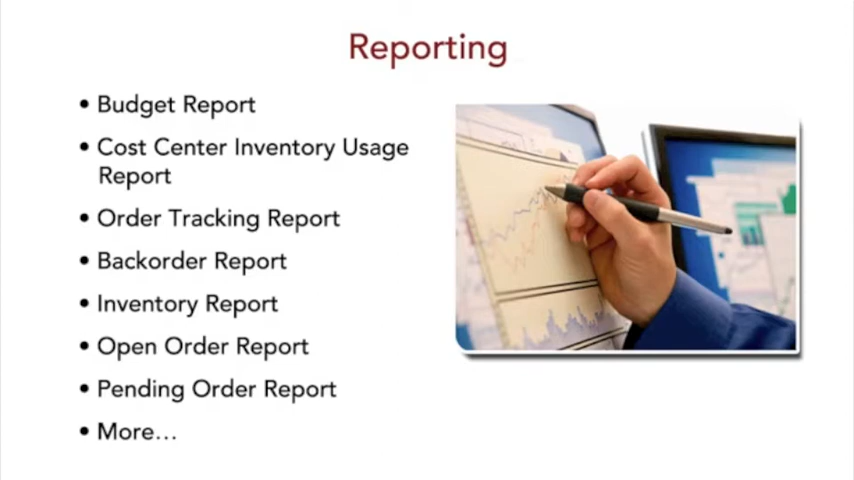 Reporting
• Budget Report
• Cost Center Inventory Usage
Report
• Order Tracking Report
• Backorder Report
• Inventory Report
• Open Order Report
• Pending Order Report
• More...